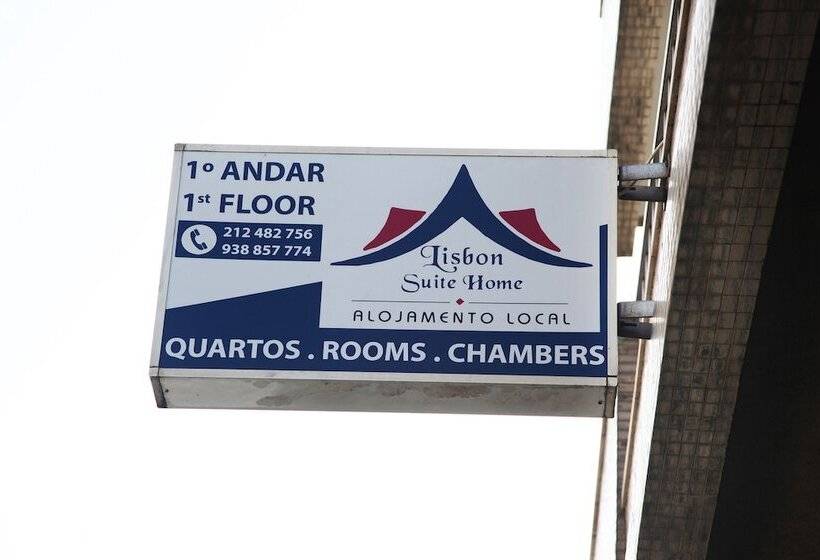 1º ANDAR
1st FLOOR
212 482 756
938 857 774
Lisbon
Suite Home
ALOJAMENTO LOCAL
QUARTOS . ROOMS . CHAMBERS